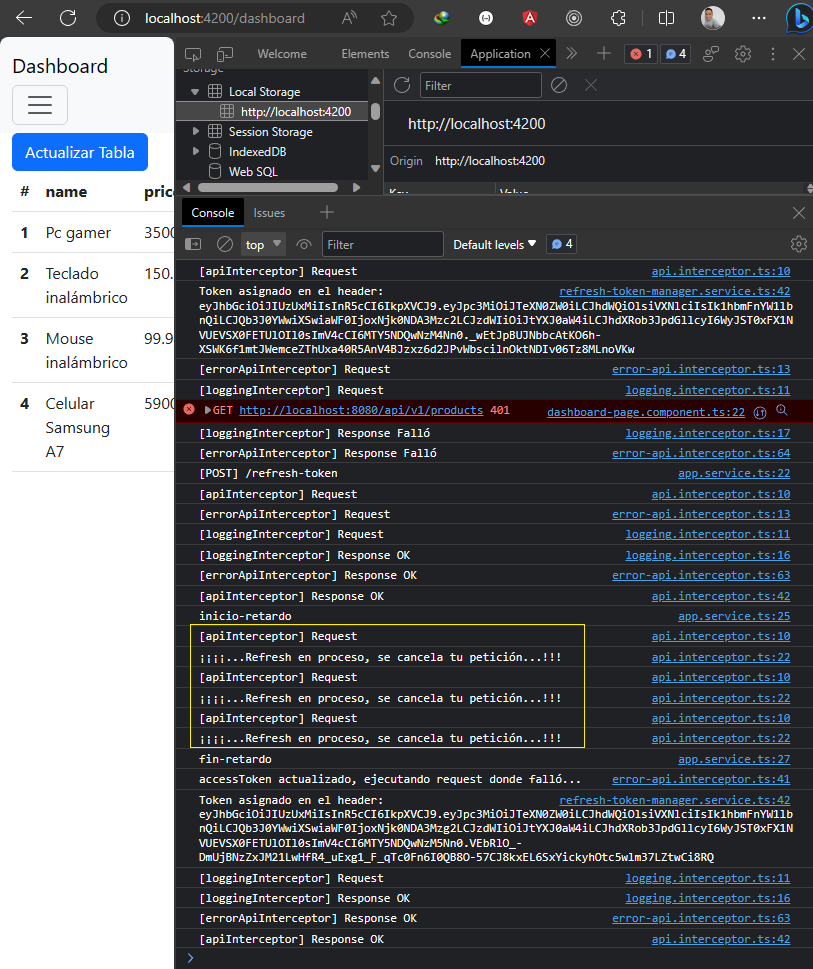 localhost:4200/dashboard
Dashboard
Actualizar Tabla
# name
1 Pc gamer
2 Teclado inalámbrico
3 Mouse inalámbrico
99.9
4 Celular Samsung A7
Welcome Elements Console Application 1 4
Local Storage
http://localhost:4200
Session Storage
IndexedDB
Web SQL
Filter
http://localhost:4200
Origin http://localhost:4200
Console Issues
top Filter Default levels 4
[apiInterceptor] Request api.interceptor.ts:10
Token asignado en el header: refresh-token-manager.service.ts:42
[errorApiInterceptor] Request error-api.interceptor.ts:13
[loggingInterceptor] Request logging.interceptor.ts:11
GET http://localhost:8080/api/v1/products 401 dashboard-page.component.ts:22
[loggingInterceptor] Response Falló logging.interceptor.ts:17
[errorApiInterceptor] Response Falló error-api.interceptor.ts:64
[POST] /refresh-token app.service.ts:22
[apiInterceptor] Request api.interceptor.ts:10
[errorApiInterceptor] Request error-api.interceptor.ts:13
[loggingInterceptor] Request logging.interceptor.ts:11
[loggingInterceptor] Response OK logging.interceptor.ts:16
[errorApiInterceptor] Response OK error-api.interceptor.ts:63
[apiInterceptor] Response OK api.interceptor.ts:42
inicio-retardo app.service.ts:25
[apiInterceptor] Request api.interceptor.ts:10
¡¡¡¡...Refresh en proceso, se cancela tu petición...!!! api.interceptor.ts:22
[apiInterceptor] Request api.interceptor.ts:10
¡¡¡¡...Refresh en proceso, se cancela tu petición...!!! api.interceptor.ts:22
[apiInterceptor] Request api.interceptor.ts:10
¡¡¡¡...Refresh en proceso, se cancela tu petición...!!! api.interceptor.ts:22
fin-retardo app.service.ts:27
accessToken actualizado, ejecutando request donde falló... error-api.interceptor.ts:41
Token asignado en el header: refresh-token-manager.service.ts:42
[loggingInterceptor] Request logging.interceptor.ts:11
[loggingInterceptor] Response OK logging.interceptor.ts:16
[errorApiInterceptor] Response OK error-api.interceptor.ts:63
[apiInterceptor] Response OK api.interceptor.ts:42